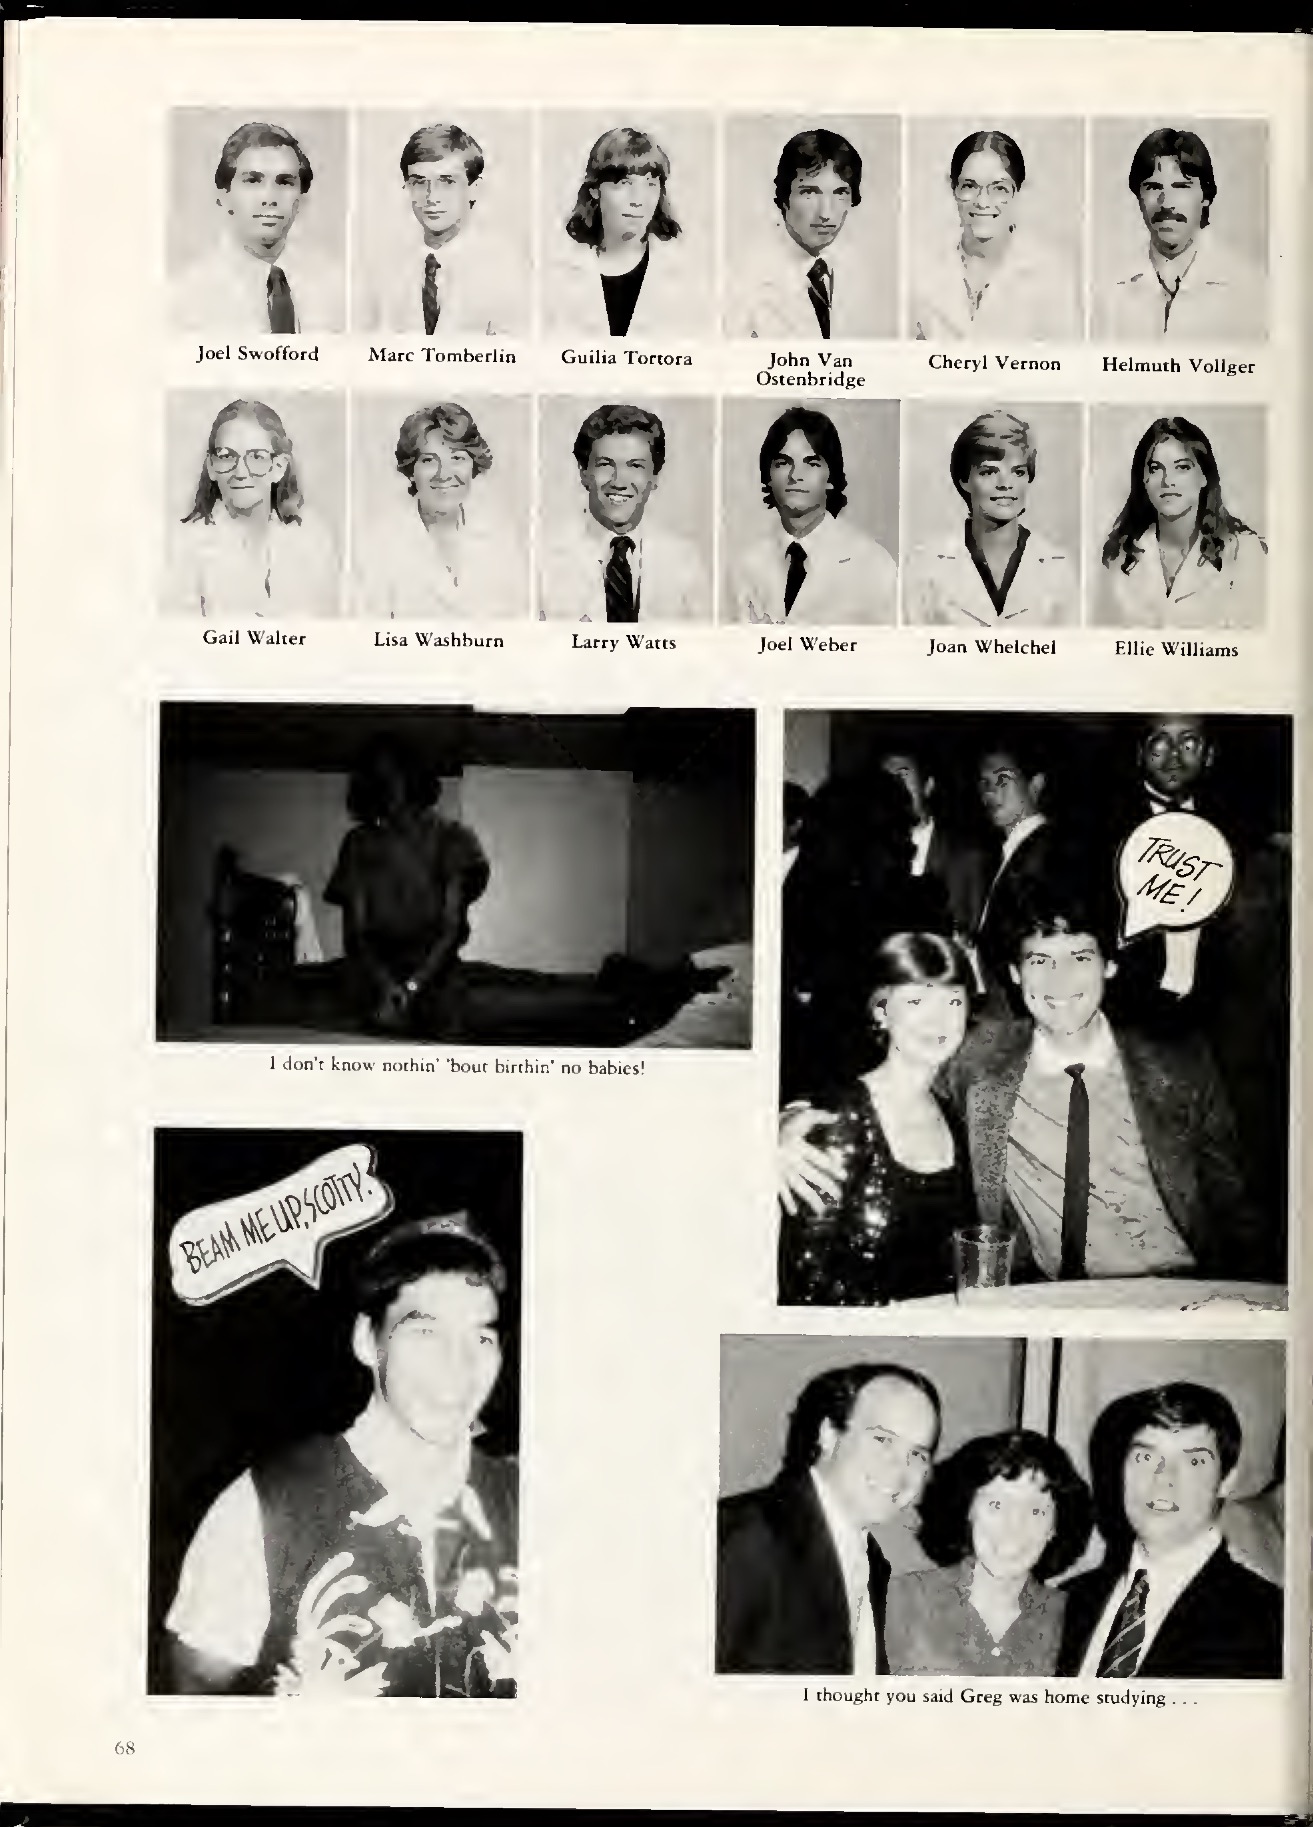 Joel Swofford
Marc Tomberlin
Guilia Tortora
John Van
Ostenbridge
Cheryl Vernon
Helmuth Vollger
Gail Walter
Lisa Washburn
Larry Watts
Joel Weber
Joan Whelchel
Ellie Williams
TRUST
ME!
I don't know nothin' 'bout birthin' no babies!
BEAM ME UP, SCOTTY.
I thought you said Greg was home studying . . .
68